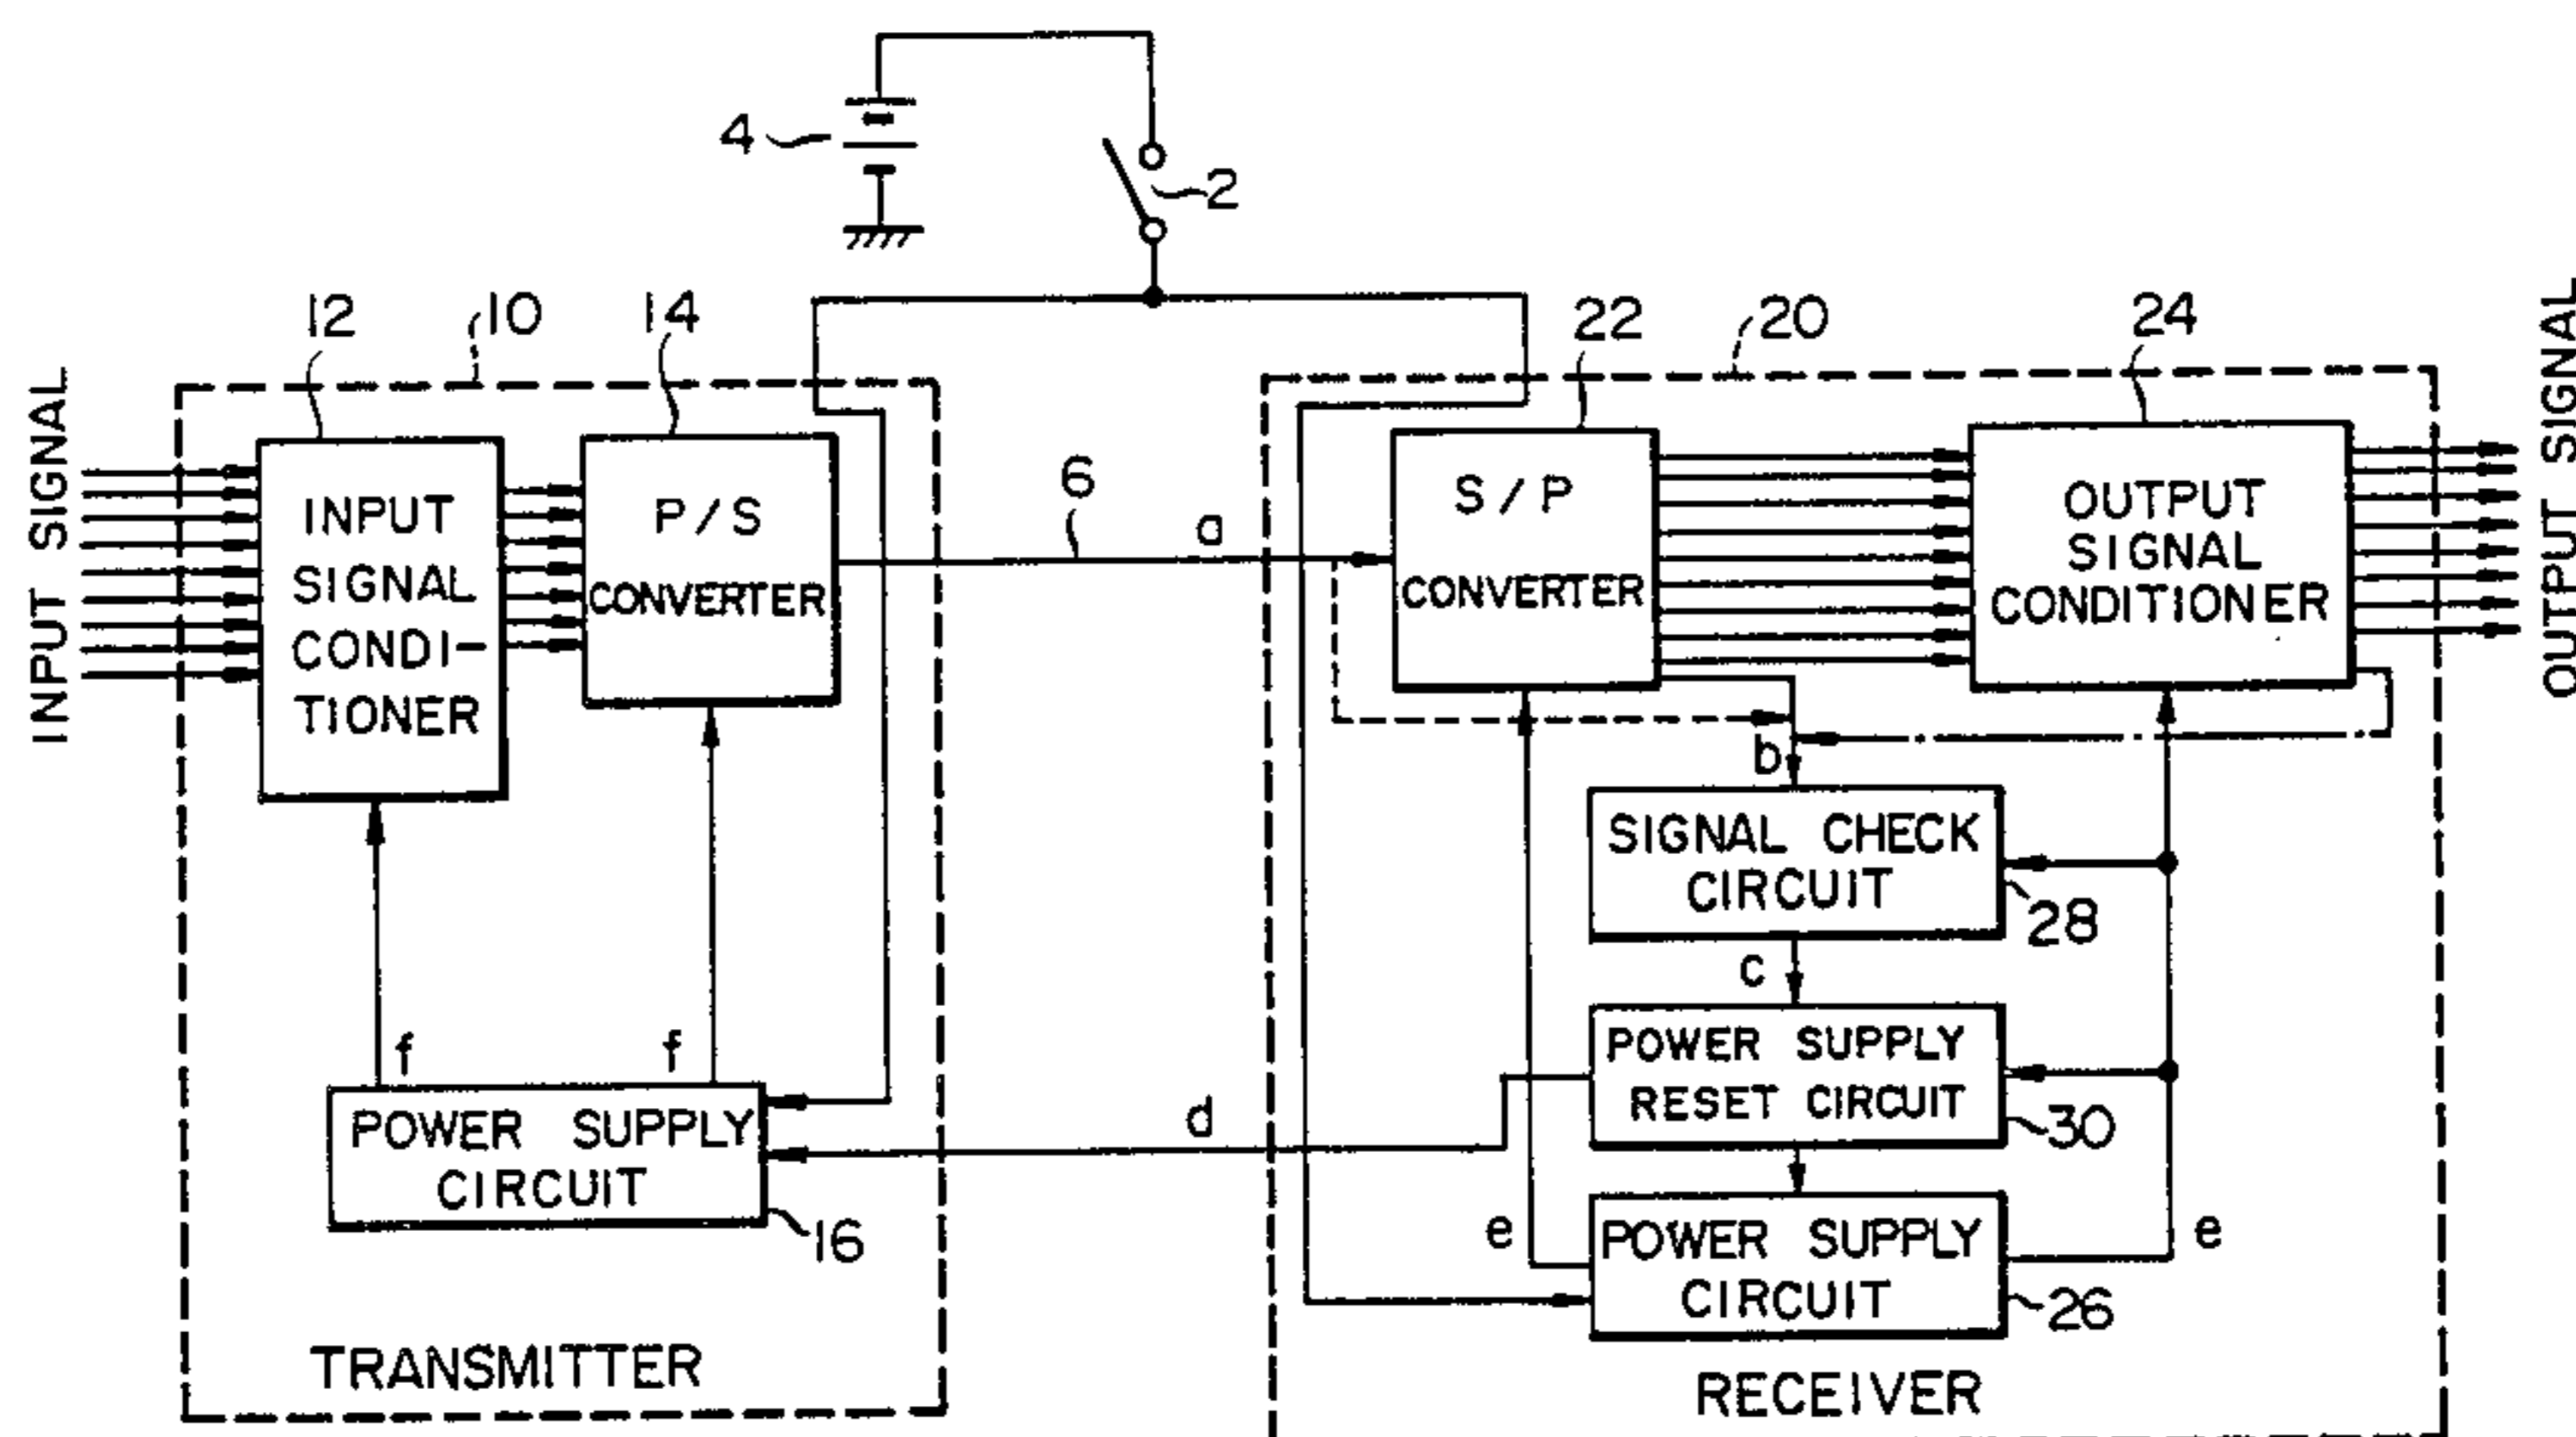 4
2
12
10
14
22
20
24
INPUT SIGNAL
INPUT
SIGNAL
CONDI-
TIONER
P/S
CONVERTER
6
a
S/P
CONVERTER
OUTPUT
SIGNAL
CONDITIONER
OUTPUT SIGNAL
b
SIGNAL CHECK
CIRCUIT
28
c
f
f
POWER SUPPLY
CIRCUIT
16
d
POWER SUPPLY
RESET CIRCUIT
30
e
POWER SUPPLY
CIRCUIT
26
e
TRANSMITTER
RECEIVER